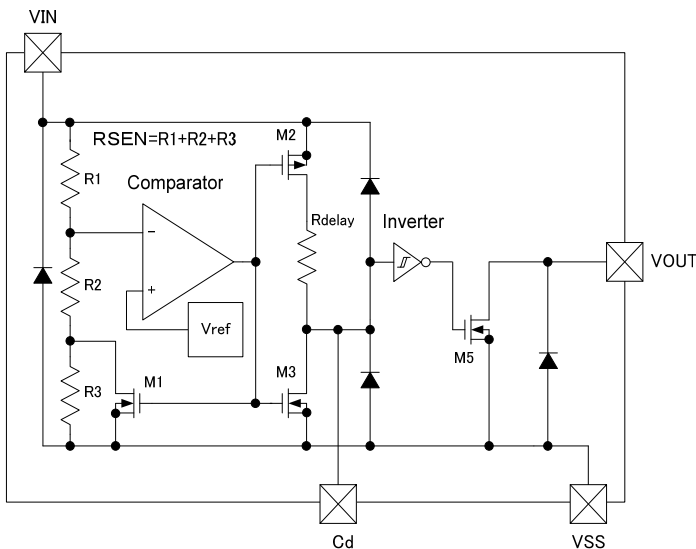 VIN
RSEN=R1+R2+R3
M2
R1
Comparator
Rdelay
Inverter
−
R2
VOUT
+
Vref
M5
M1
M3
R3
Cd
VSS